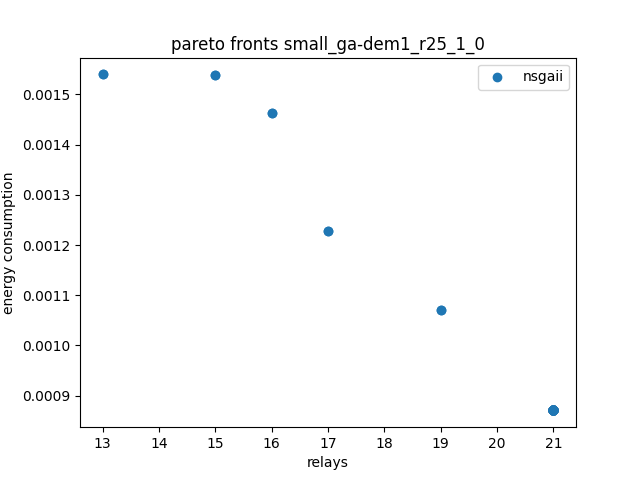 pareto fronts small_ga-dem1_r25_1_0
nsgaii
0.0015
0.0014
0.0013
0.0012
0.0011
0.0010
0.0009
energy consumption
13 14 15 16 17 18 19 20 21
relays